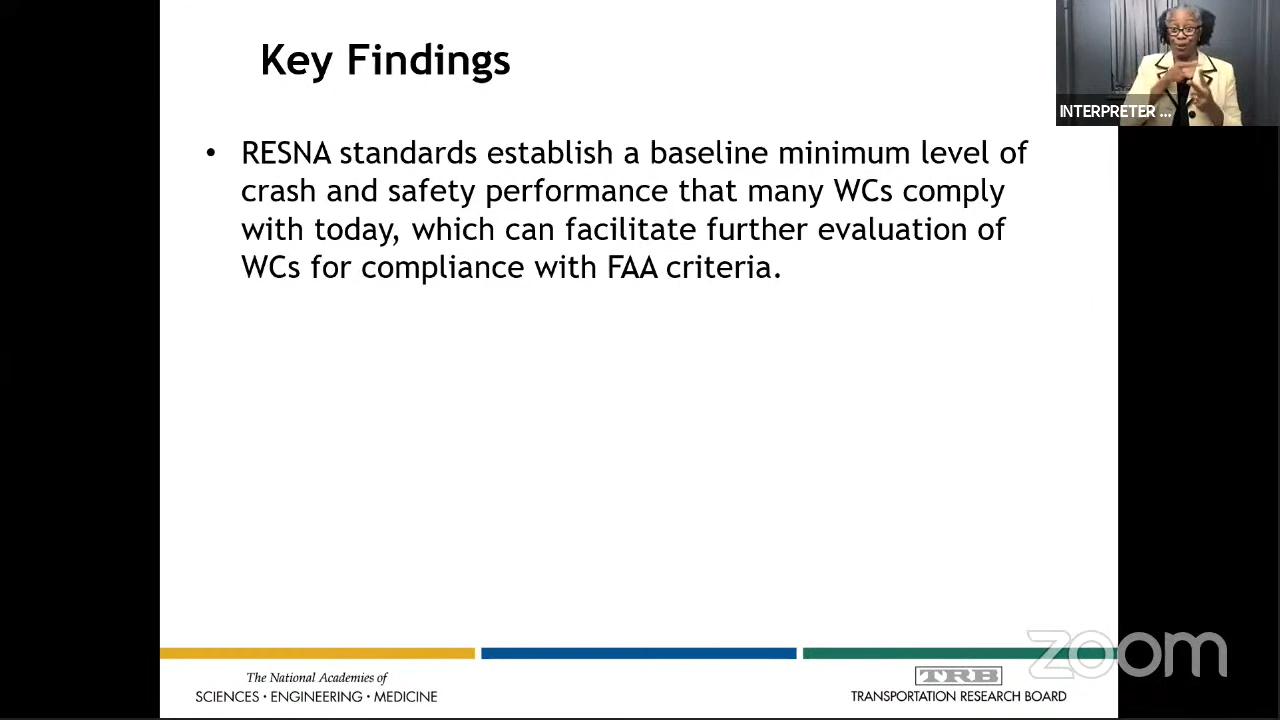 Key Findings
INTERPRETER ...
• RESNA standards establish a baseline minimum level of
crash and safety performance that many WCs comply
with today, which can facilitate further evaluation of
WCs for compliance with FAA criteria.
zoom
The National Academies of
SCIENCES • ENGINEERING • MEDICINE
TRB
TRANSPORTATION RESEARCH BOARD